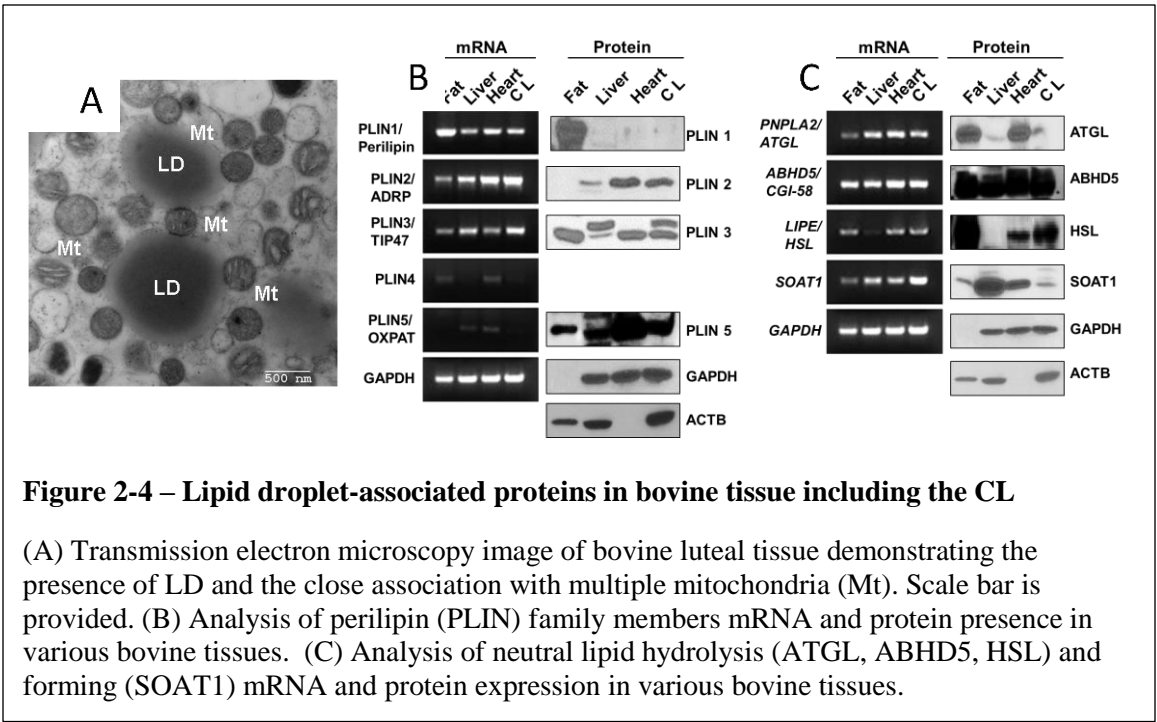 A
Mt
LD
Mt
Mt
LD
Mt
500 nm
B
mRNA
Fat Liver Heart C L
Protein
Fat Liver Heart C L
PLIN1/
Perilipin
PLIN 1
PLIN2/
ADRP
PLIN 2
PLIN3/
TIP47
PLIN 3
PLIN4
PLIN5/
OXPAT
PLIN 5
GAPDH
GAPDH
ACTB
C
mRNA
Fat Liver Heart C L
Protein
Fat Liver Heart C L
PNPLA2/
ATGL
ATGL
ABHD5/
CGI-58
ABHD5
LIPE/
HSL
HSL
SOAT1
SOAT1
GAPDH
GAPDH
ACTB
Figure 2-4 – Lipid droplet-associated proteins in bovine tissue including the CL
(A) Transmission electron microscopy image of bovine luteal tissue demonstrating the
presence of LD and the close association with multiple mitochondria (Mt). Scale bar is
provided. (B) Analysis of perilipin (PLIN) family members mRNA and protein presence in
various bovine tissues. (C) Analysis of neutral lipid hydrolysis (ATGL, ABHD5, HSL) and
forming (SOAT1) mRNA and protein expression in various bovine tissues.